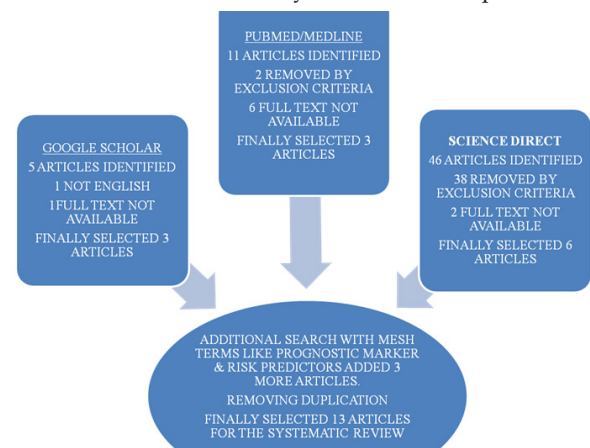 PUBMED/MEDLINE
11 ARTICLES IDENTIFIED
2 REMOVED BY
EXCLUSION CRITERIA
6 FULL TEXT NOT
AVAILABLE
FINALLY SELECTED 3
ARTICLES
GOOGLE SCHOLAR
5 ARTICLES IDENTIFIED
1 NOT ENGLISH
1FULL TEXT NOT
AVAILABLE
FINALLY SELECTED 3
ARTICLES
SCIENCE DIRECT
46 ARTICLES IDENTIFIED
38 REMOVED BY
EXCLUSION CRITERIA
2 FULL TEXT NOT
AVAILABLE
FINALLY SELECTED 6
ARTICLES
ADDITIONAL SEARCH WITH MESH
TERMS LIKE PROGNOSTIC MARKER
& RISK PREDICTORS ADDED 3
MORE ARTICLES.
REMOVING DUPLICATION
FINALLY SELECTED 13 ARTICLES
FOR THE SYSTEMATIC REVIEW